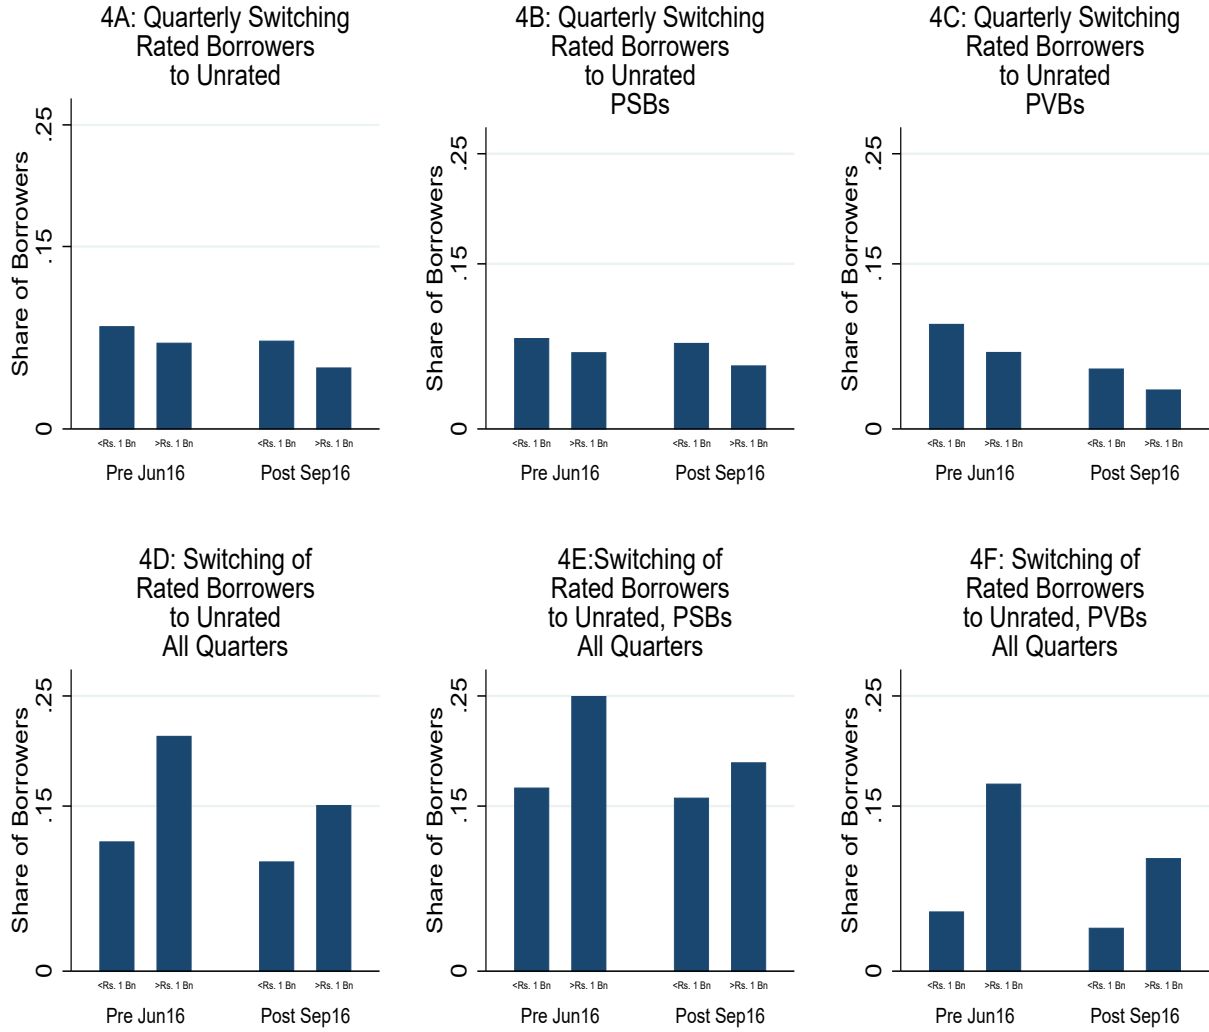 4A: Quarterly Switching
Rated Borrowers
to Unrated
Share of Borrowers
.25
.15
0
<Rs. 1 Bn
>Rs. 1 Bn
<Rs. 1 Bn
>Rs. 1 Bn
Pre Jun16
Post Sep16
4B: Quarterly Switching
Rated Borrowers
to Unrated
PSBs
Share of Borrowers
.25
.15
0
<Rs. 1 Bn
>Rs. 1 Bn
<Rs. 1 Bn
>Rs. 1 Bn
Pre Jun16
Post Sep16
4C: Quarterly Switching
Rated Borrowers
to Unrated
PVBs
Share of Borrowers
.25
.15
0
<Rs. 1 Bn
>Rs. 1 Bn
<Rs. 1 Bn
>Rs. 1 Bn
Pre Jun16
Post Sep16
4D: Switching of
Rated Borrowers
to Unrated
All Quarters
Share of Borrowers
.25
.15
0
<Rs. 1 Bn
>Rs. 1 Bn
<Rs. 1 Bn
>Rs. 1 Bn
Pre Jun16
Post Sep16
4E:Switching of
Rated Borrowers
to Unrated, PSBs
All Quarters
Share of Borrowers
.25
.15
0
<Rs. 1 Bn
>Rs. 1 Bn
<Rs. 1 Bn
>Rs. 1 Bn
Pre Jun16
Post Sep16
4F: Switching of
Rated Borrowers
to Unrated, PVBs
All Quarters
Share of Borrowers
.25
.15
0
<Rs. 1 Bn
>Rs. 1 Bn
<Rs. 1 Bn
>Rs. 1 Bn
Pre Jun16
Post Sep16